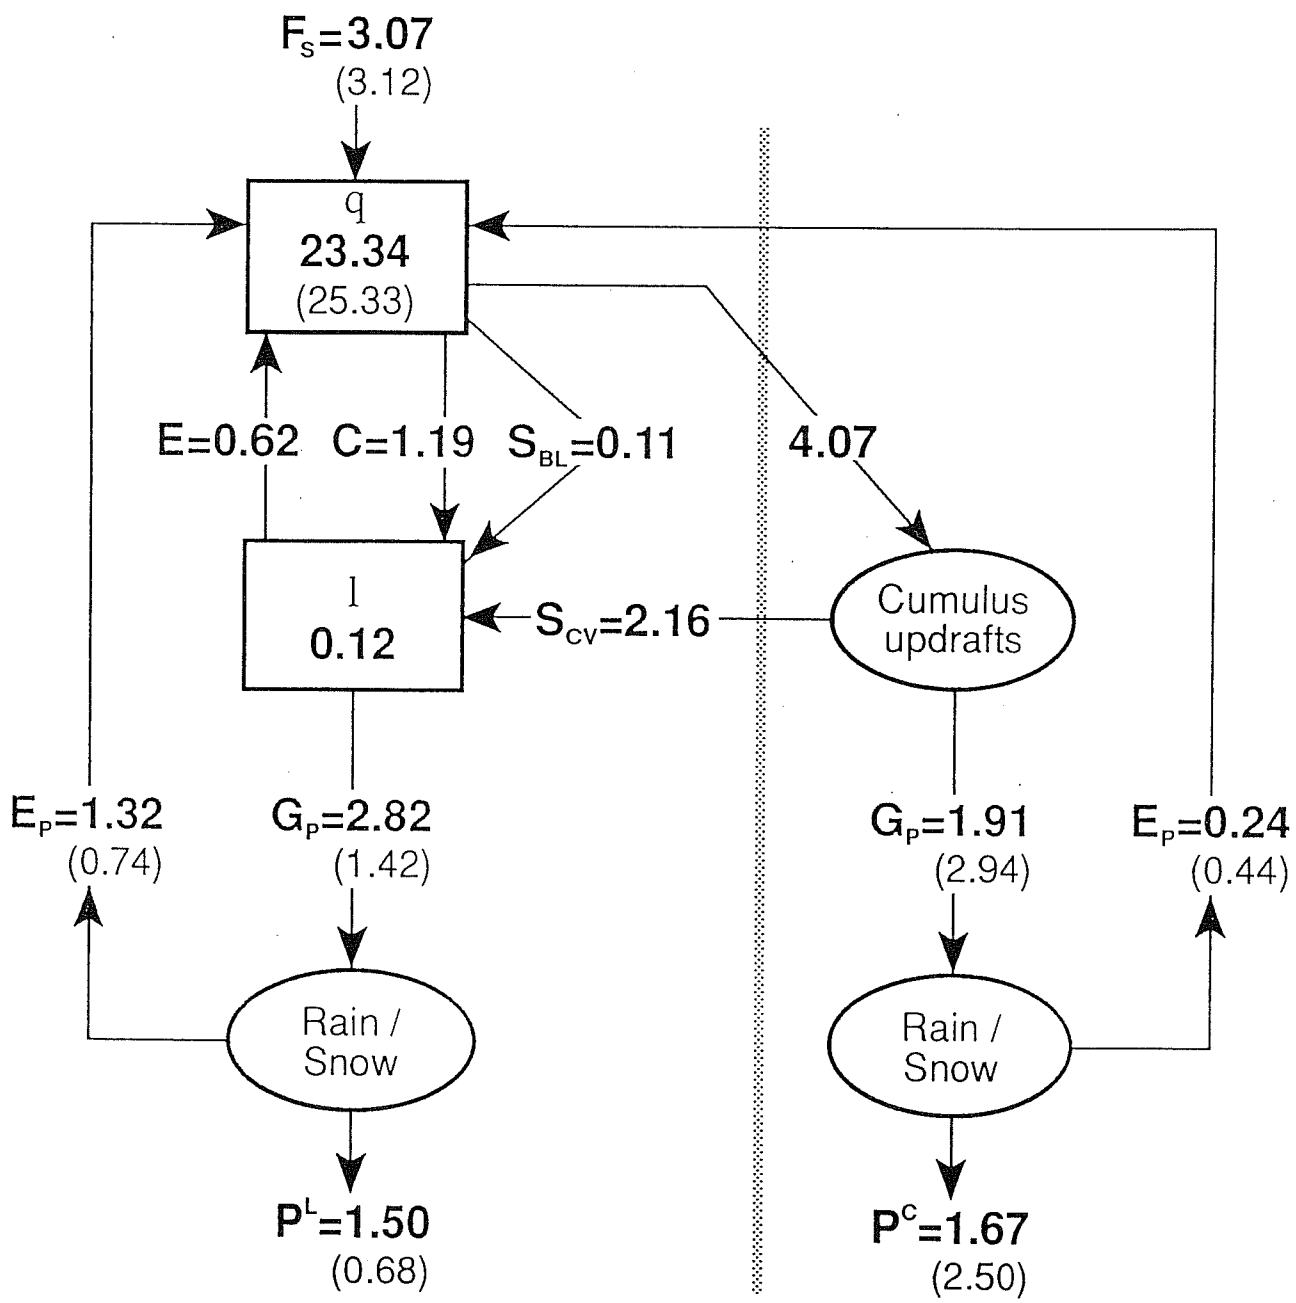 F_S=3.07
(3.12)
q
23.34
(25.33)
E=0.62 C=1.19 S_BL=0.11 4.07
l
0.12
S_CV=2.16
Cumulus
updrafts
E_P=1.32
(0.74)
G_P=2.82
(1.42)
G_P=1.91
(2.94)
E_P=0.24
(0.44)
Rain /
Snow
Rain /
Snow
P^L=1.50
(0.68)
P^C=1.67
(2.50)